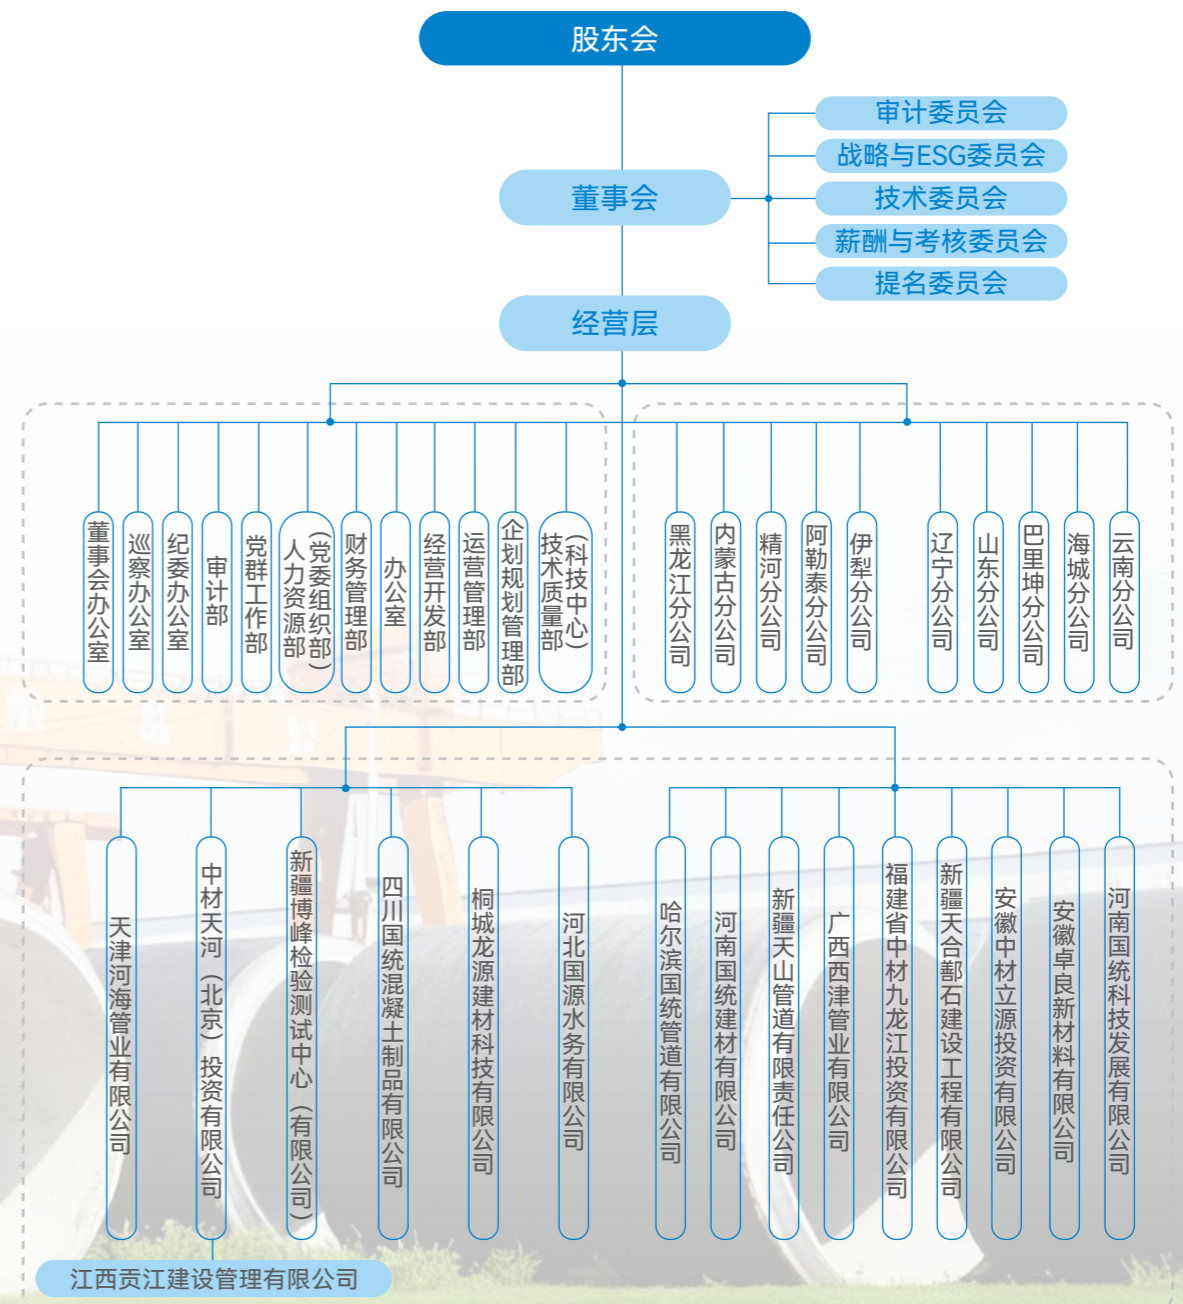 股东会
审计委员会
战略与ESG委员会
董事会
技术委员会
薪酬与考核委员会
提名委员会
经营层
董事会办公室
巡察办公室
纪委办公室
审计部
党群工作部
（党委组织部）
人力资源部
财务管理部
办公室
经营开发部
运营管理部
企划规划管理部
（科技中心）
技术质量部
黑龙江分公司
内蒙古分公司
精河分公司
阿勒泰分公司
伊犁分公司
辽宁分公司
山东分公司
巴里坤分公司
海城分公司
云南分公司
天津河海管业有限公司
中材天河（北京）投资有限公司
新疆博峰检验测试中心（有限公司）
四川国统混凝土制品有限公司
桐城龙源建材科技有限公司
河北国源水务有限公司
哈尔滨国统管道有限公司
河南国统建材有限公司
新疆天山管道有限责任公司
广西西津管业有限公司
福建省中材九龙江投资有限公司
新疆天合鄯石建设工程有限公司
安徽中材立源投资有限公司
安徽卓良新材料有限公司
河南国统科技发展有限公司
江西贡江建设管理有限公司